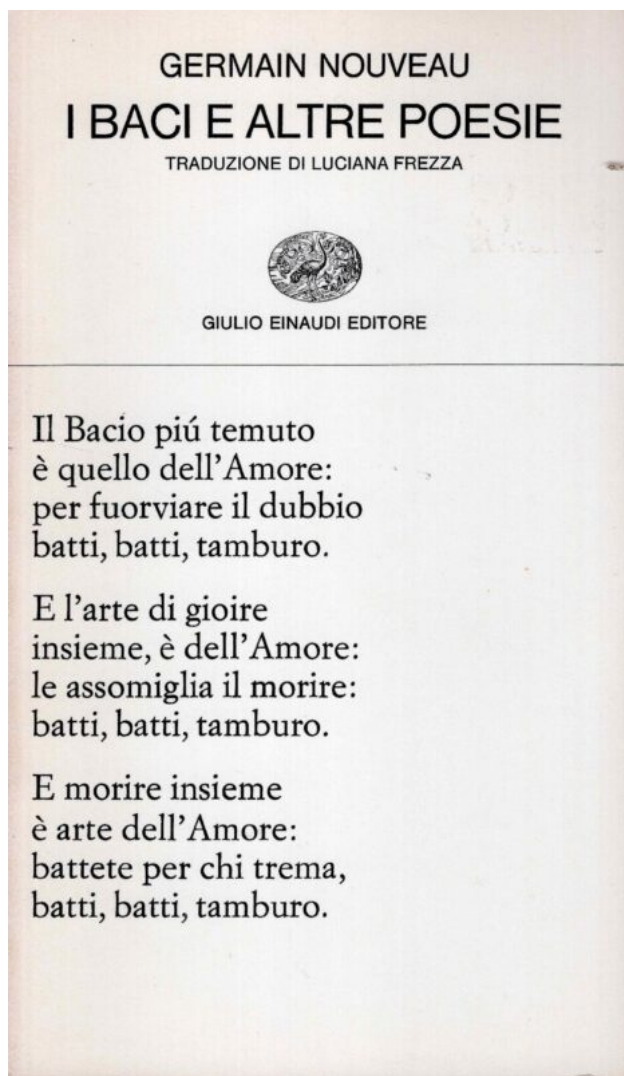 GERMAIN NOUVEAU
I BACI E ALTRE POESIE
TRADUZIONE DI LUCIANA FREZZA
GIULIO EINAUDI EDITORE
Il Bacio piú temuto
è quello dell'Amore:
per fuorviare il dubbio
batti, batti, tamburo.
E l'arte di gioire
insieme, è dell'Amore:
le assomiglia il morire:
batti, batti, tamburo.
E morire insieme
è arte dell'Amore:
battete per chi trema,
batti, batti, tamburo.